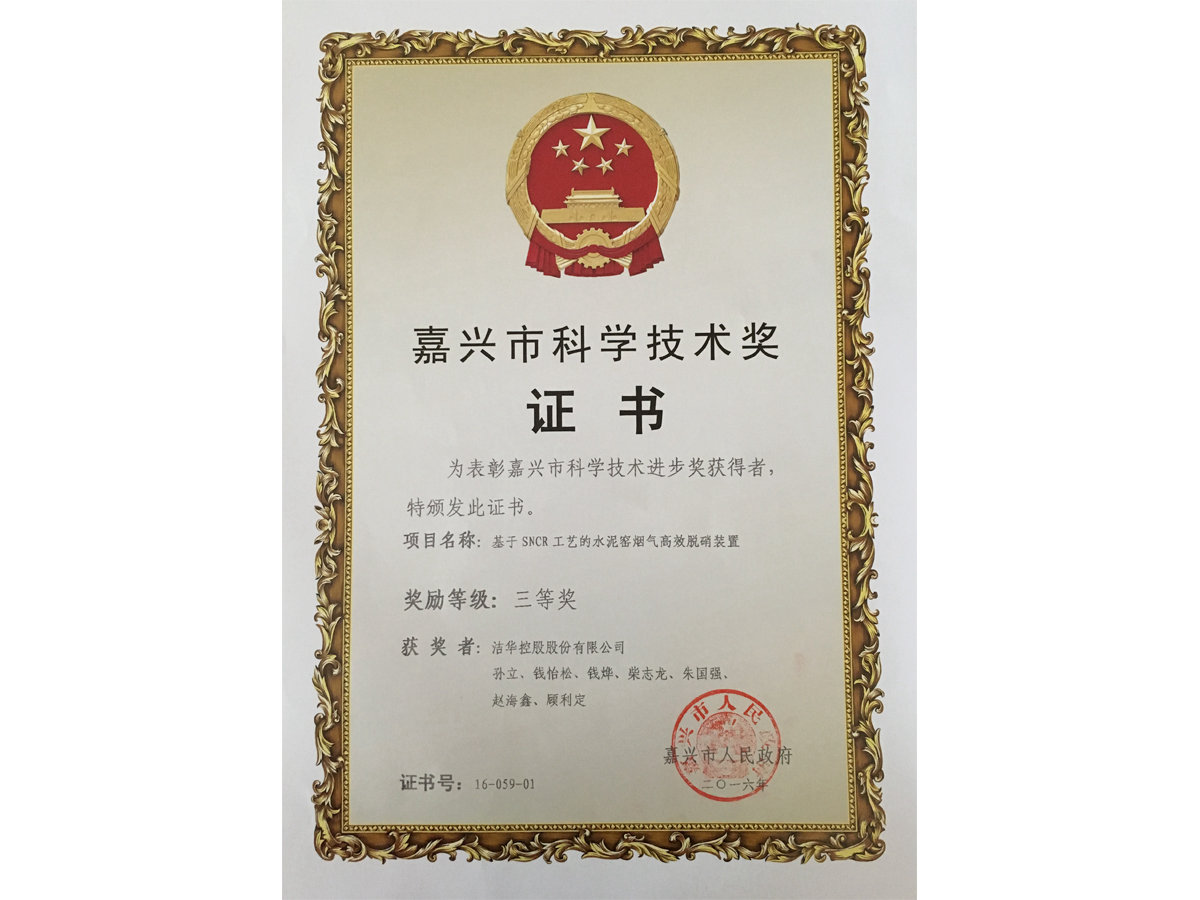 嘉兴市科学技术奖
证 书
为表彰嘉兴市科学技术进步奖获得者，
特颁发此证书。
项目名称：基于 SNCR 工艺的水泥窑烟气高效脱硝装置
奖励等级：三等奖
获 奖 者：洁华控股股份有限公司
孙立、钱怡松、钱烨、柴志龙、朱国强、
赵海鑫、顾利定
嘉兴市人民政府
二〇一六年
证书号：16-059-01